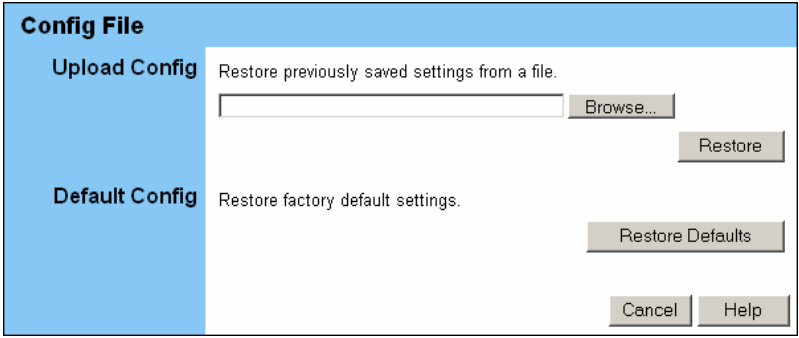 Config File
Upload Config
Restore previously saved settings from a file.
Browse...
Restore
Default Config
Restore factory default settings.
Restore Defaults
Cancel
Help